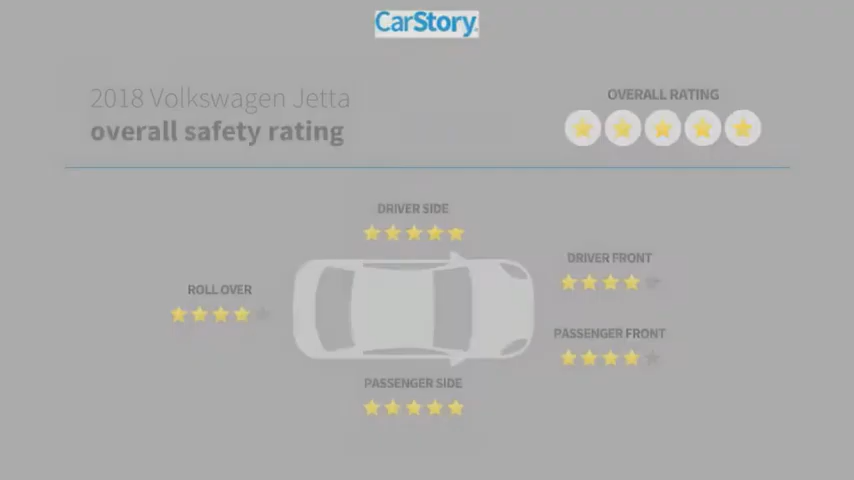 CarStory
2018 Volkswagen Jetta
overall safety rating
OVERALL RATING
DRIVER SIDE
DRIVER FRONT
ROLL OVER
PASSENGER FRONT
PASSENGER SIDE